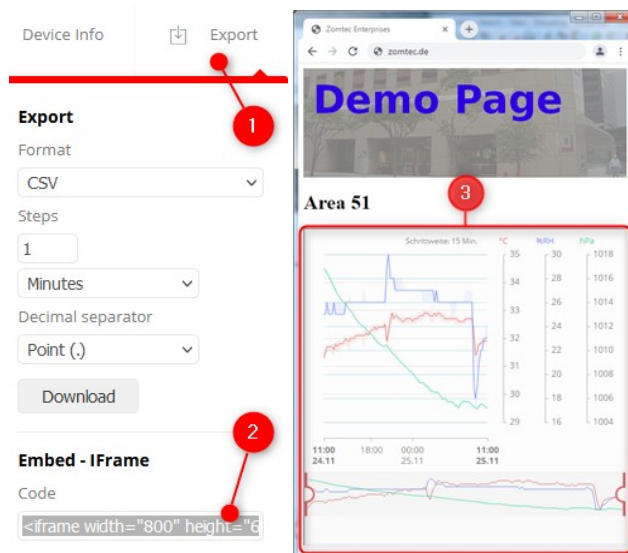 Device Info
Export
1
Export
Format
CSV
Steps
1
Minutes
Decimal separator
Point (.)
Download
2
Embed - IFrame
Code
<iframe width="800" height="6
Zomtec Enterprises
zomtec.de
Demo Page
3
Area 51
Schrittweite: 15 Min. °C %RH hPa
35 30 1018
34 28 1016
33 26 1014
32 24 1012
31 22 1010
20 1008
30 18 1006
29 16 1004
11:00 18:00 00:00 11:00
24.11 25.11 25.11